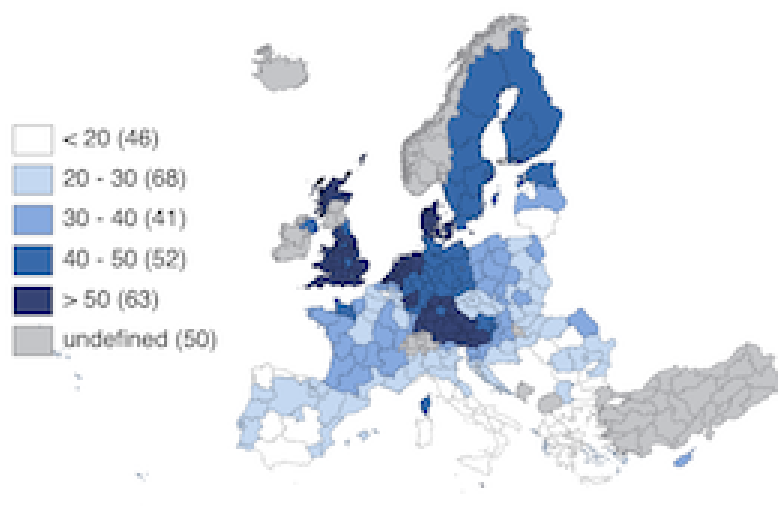 < 20 (46)
20 - 30 (68)
30 - 40 (41)
40 - 50 (52)
> 50 (63)
undefined (50)